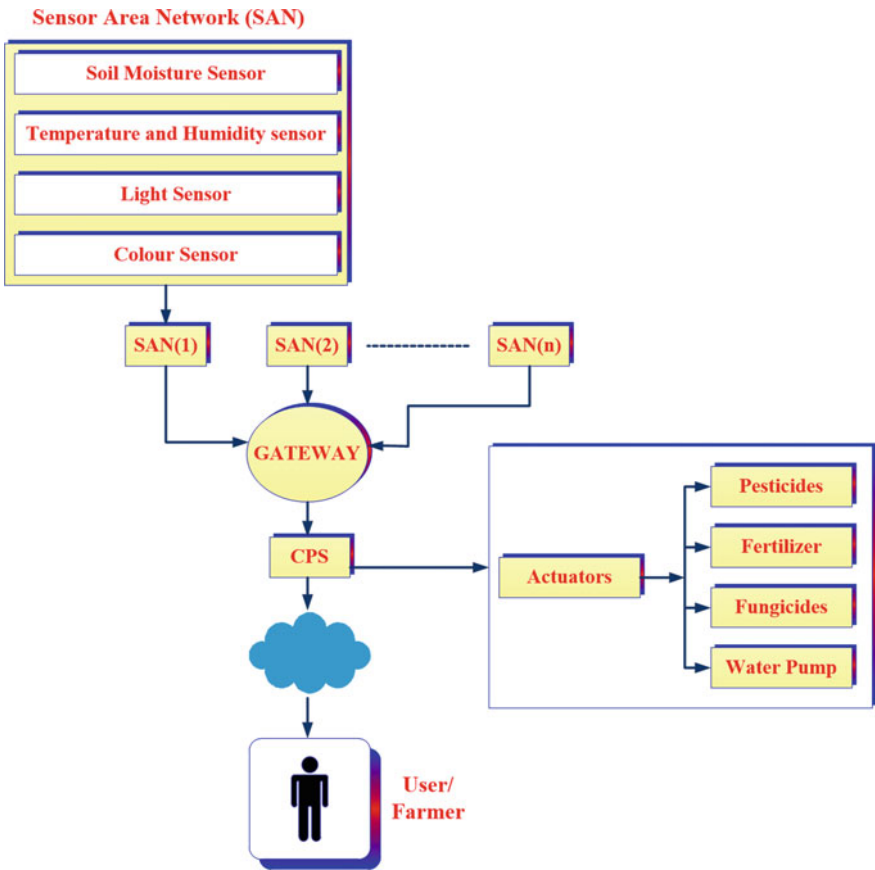 Sensor Area Network (SAN)
Soil Moisture Sensor
Temperature and Humidity sensor
Light Sensor
Colour Sensor
SAN(1)
SAN(2)
SAN(n)
GATEWAY
CPS
Actuators
Pesticides
Fertilizer
Fungicides
Water Pump
User/
Farmer